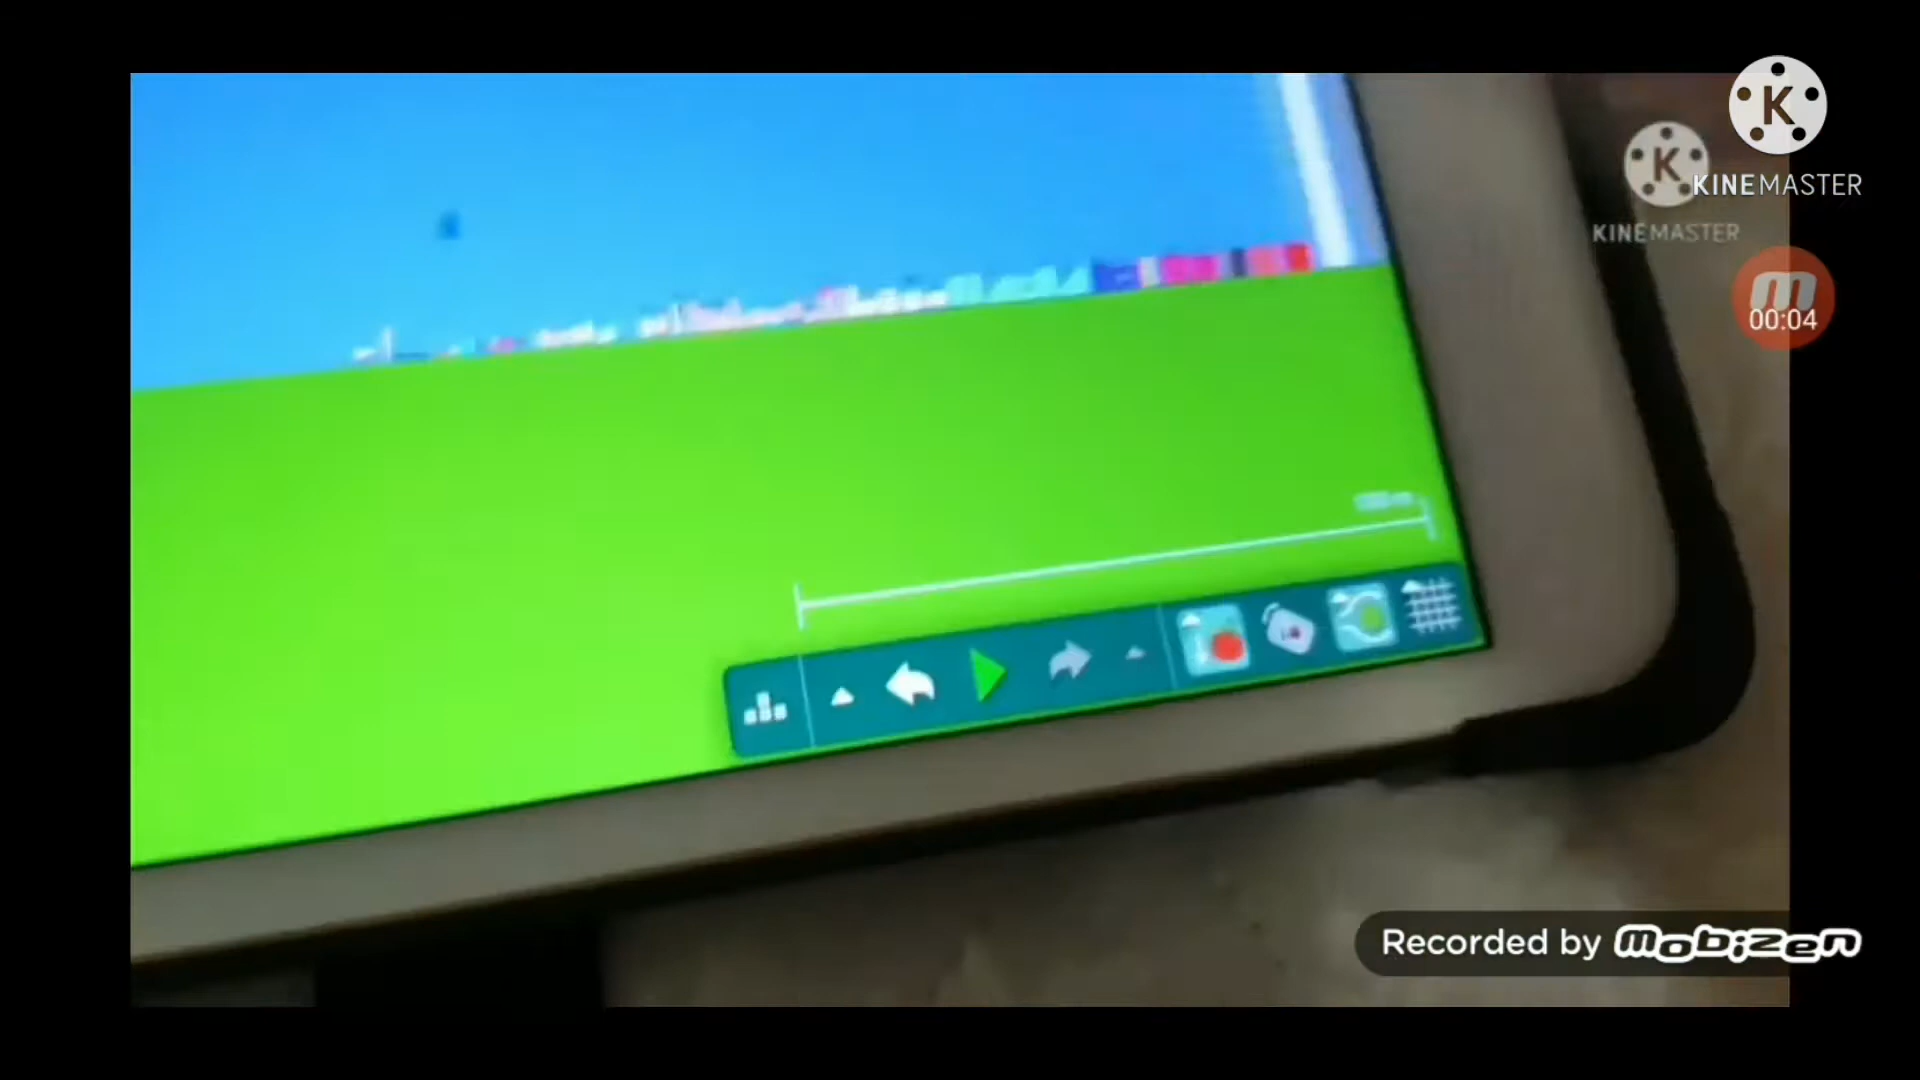 K
KINEMASTER
K
KINEMASTER
00:04
Recorded by mobizen